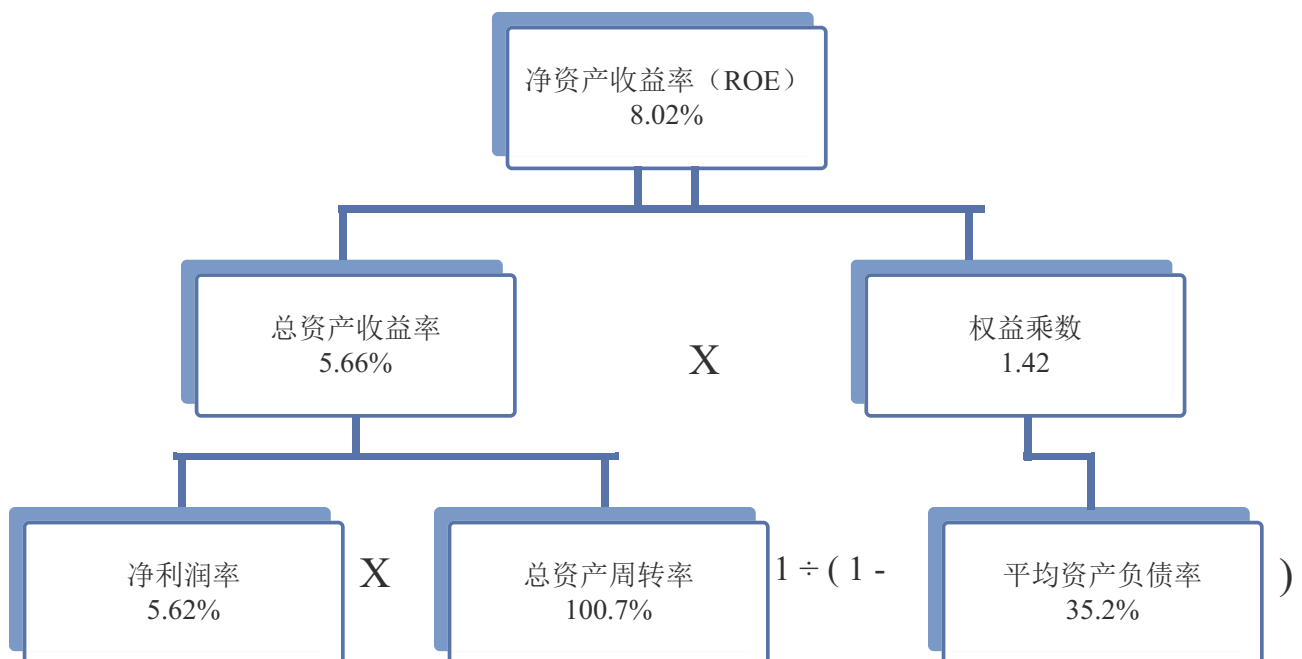 净资产收益率（ROE）
8.02%
总资产收益率
5.66%
X
权益乘数
1.42
净利润率
5.62%
X
总资产周转率
100.7%
1 ÷ ( 1 -
平均资产负债率
35.2%
)